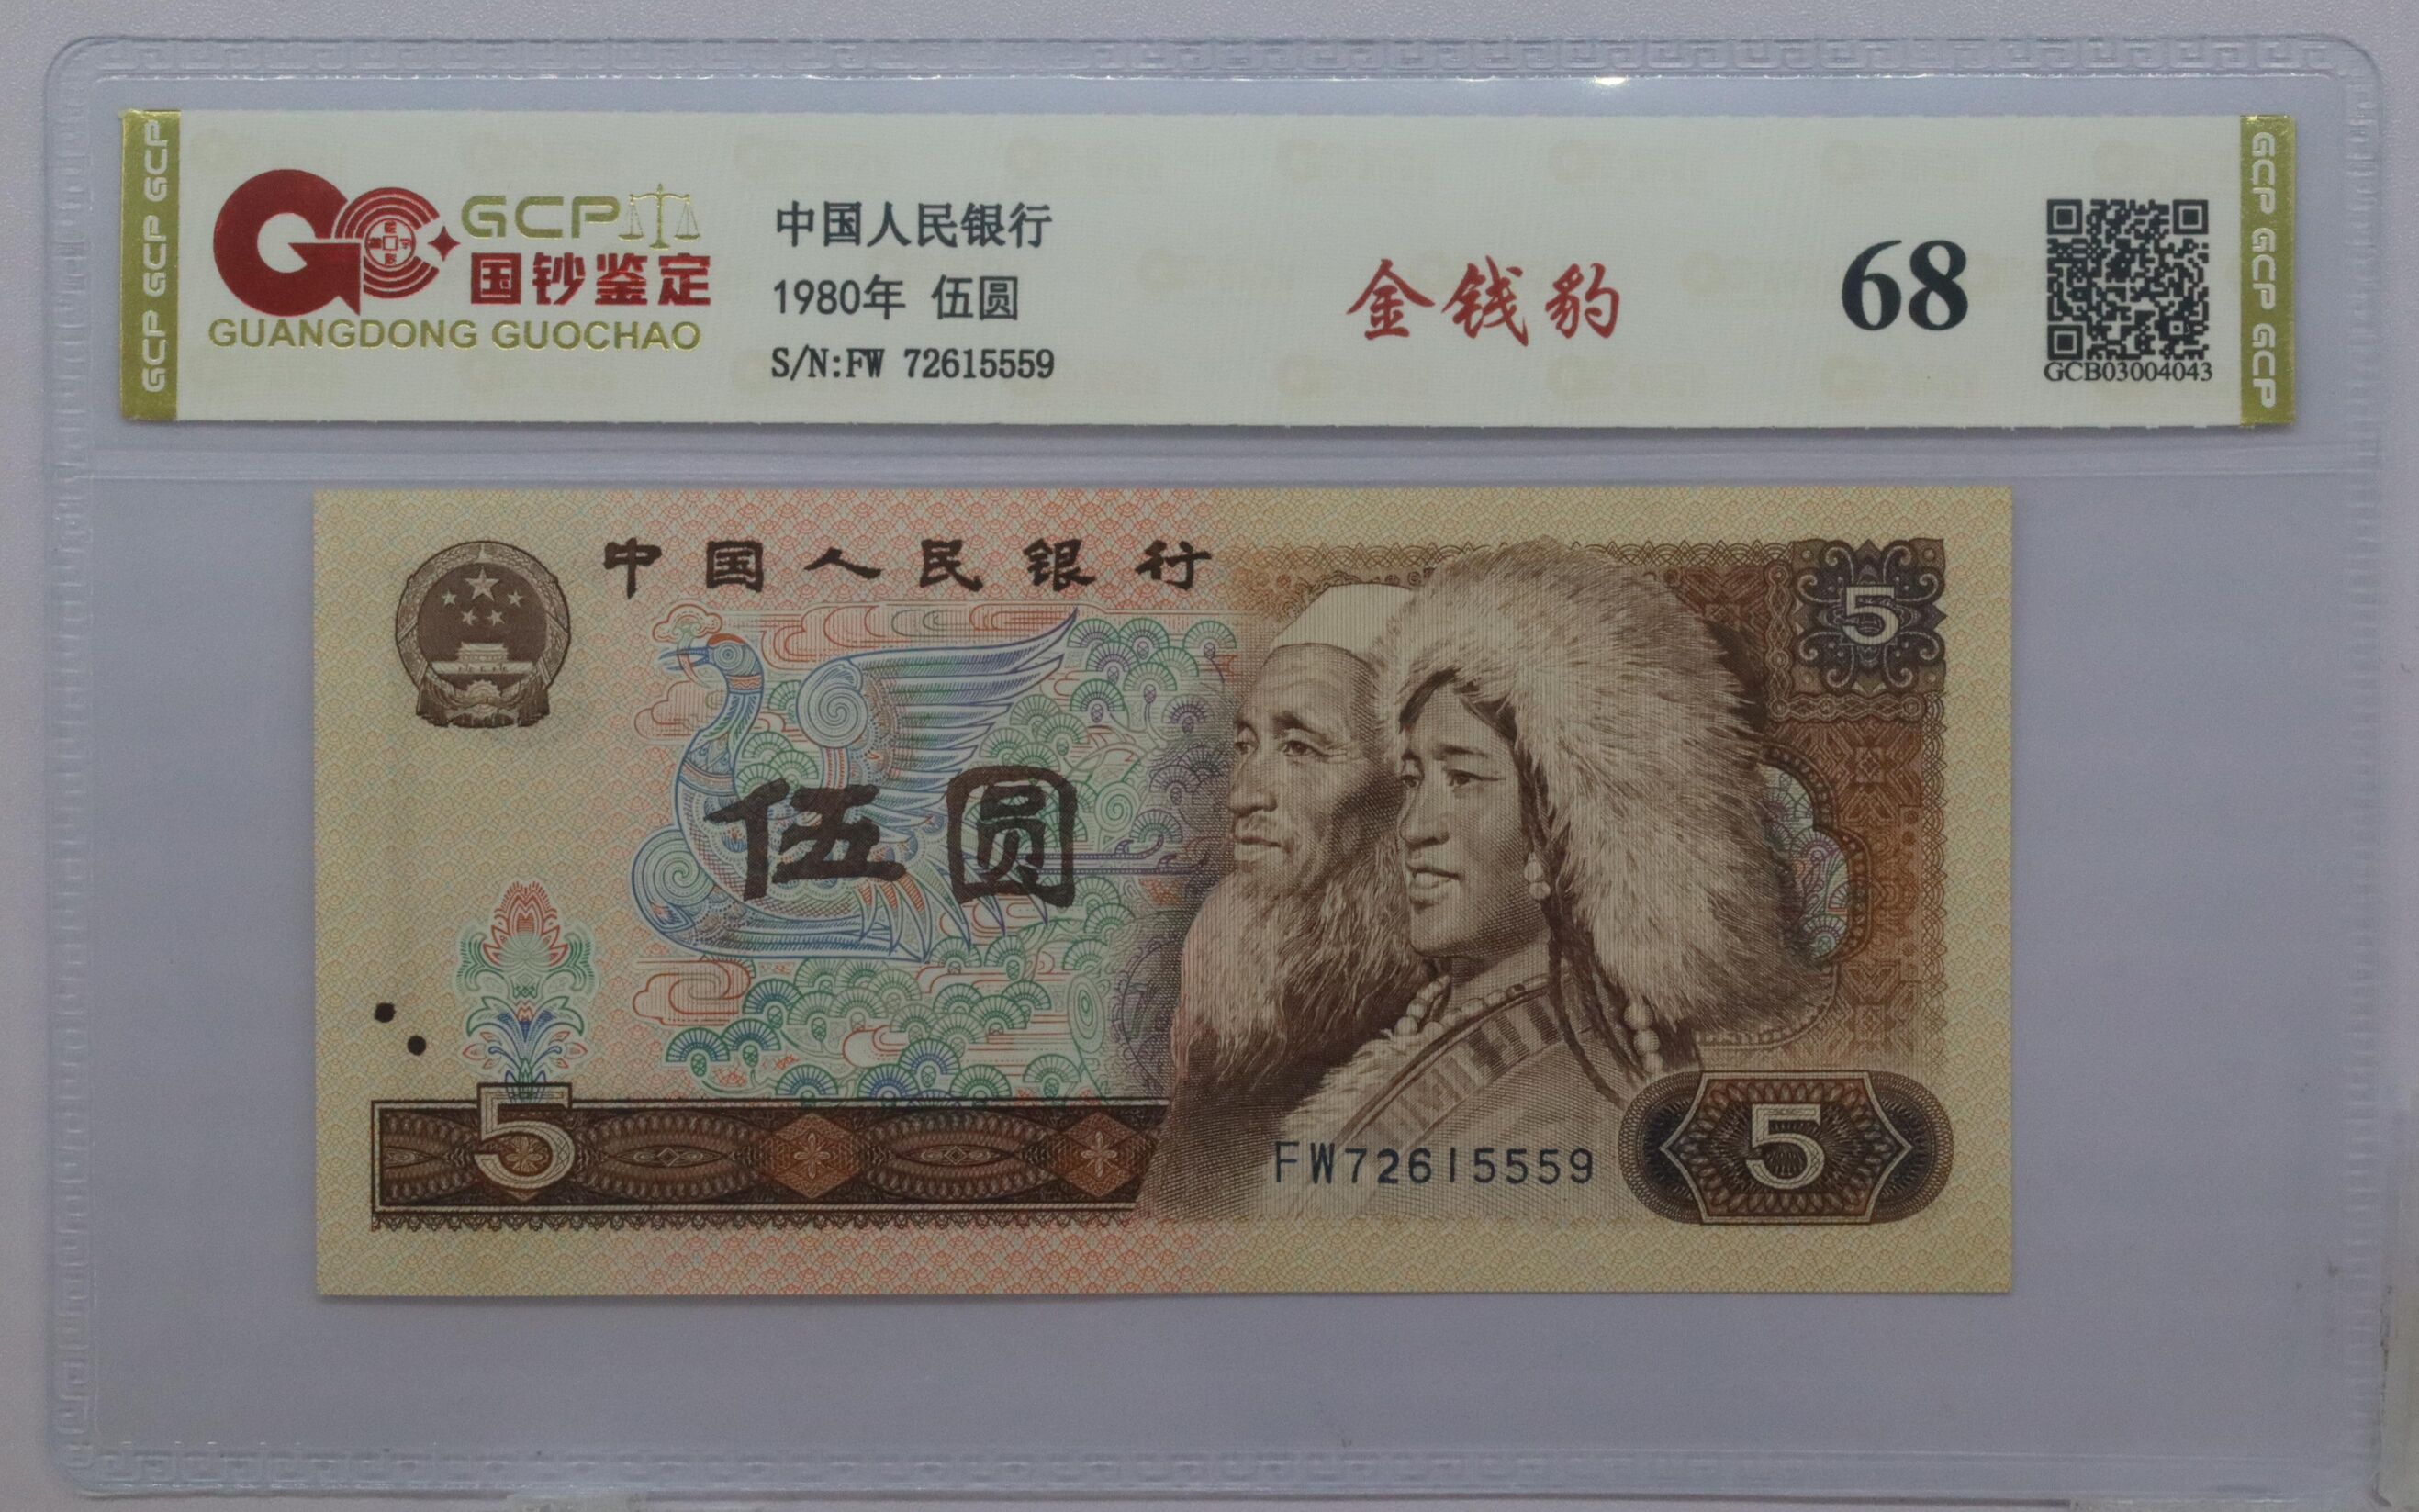 GCP GCP GCP
GCP
国钞鉴定
GUANGDONG GUOCHAO
中国人民银行
1980年 伍圆
S/N:FW 72615559
金钱豹
68
GCB03004043
GCP GCP GCP
中国人民银行
5
伍圆
5
FW72615559
5